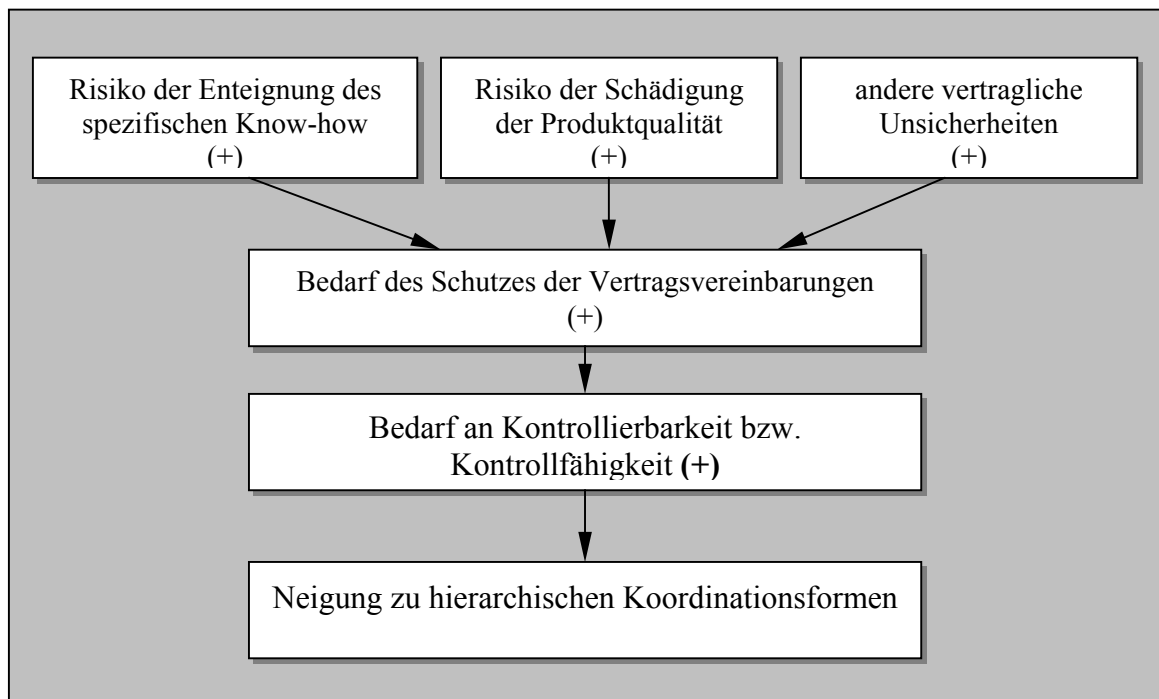 Risiko der Enteignung des
spezifischen Know-how
(+)
Risiko der Schädigung
der Produktqualität
(+)
andere vertragliche
Unsicherheiten
(+)
Bedarf des Schutzes der Vertragsvereinbarungen
(+)
Bedarf an Kontrollierbarkeit bzw.
Kontrollfähigkeit (+)
Neigung zu hierarchischen Koordinationsformen